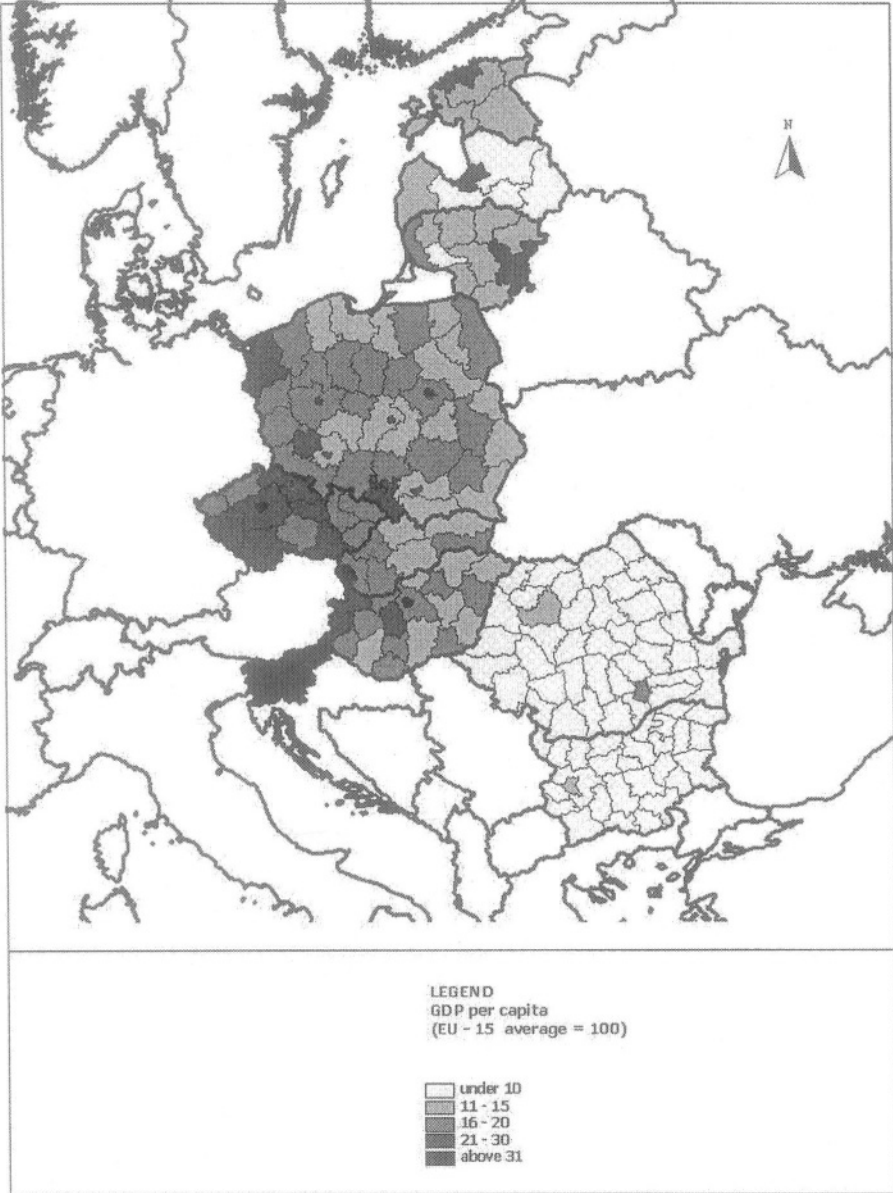 N
LEGEND
GDP per capita
(EU - 15 average = 100)
under 10
11 - 15
16 - 20
21 - 30
above 31